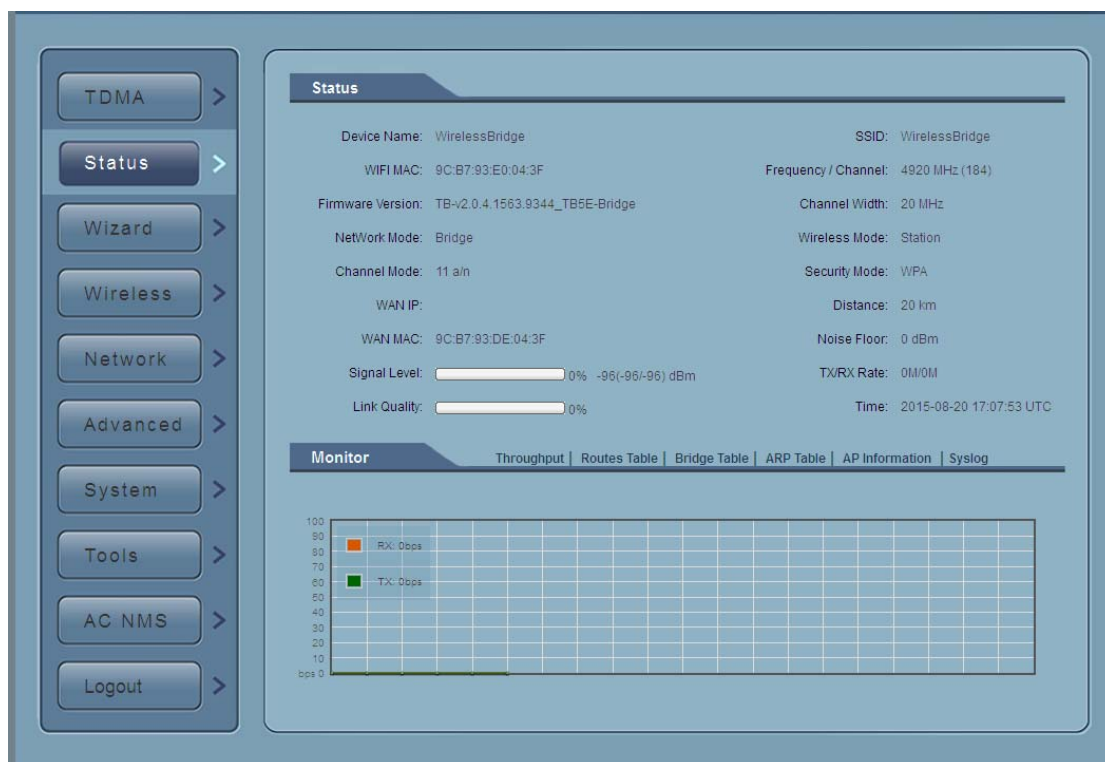 TDMA
Status
Wizard
Wireless
Network
Advanced
System
Tools
AC NMS
Logout
Status
Device Name: WirelessBridge
SSID: WirelessBridge
WIFI MAC: 9C:B7:93:E0:04:3F
Frequency / Channel: 4920 MHz (184)
Firmware Version: TB-v2.0.4.1563.9344_TB5E-Bridge
Channel Width: 20 MHz
NetWork Mode: Bridge
Wireless Mode: Station
Channel Mode: 11 a/n
Security Mode: WPA
WAN IP:
Distance: 20 km
WAN MAC: 9C:B7:93:DE:04:3F
Noise Floor: 0 dBm
Signal Level: 0% -96(-96/-96) dBm
TX/RX Rate: 0M/0M
Link Quality: 0%
Time: 2015-08-20 17:07:53 UTC
Monitor
Throughput | Routes Table | Bridge Table | ARP Table | AP Information | Syslog
100
90
80
70
60
50
40
30
20
10
bps 0
RX: 0bps
TX: 0bps